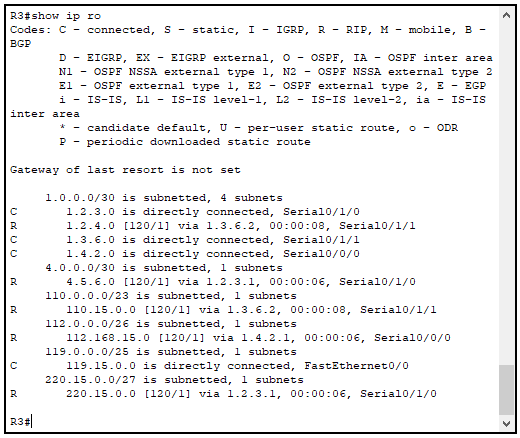 R3#show ip ro
Codes: C - connected, S - static, I - IGRP, R - RIP, M - mobile, B -
BGP
       D - EIGRP, EX - EIGRP external, O - OSPF, IA - OSPF inter area
       N1 - OSPF NSSA external type 1, N2 - OSPF NSSA external type 2
       E1 - OSPF external type 1, E2 - OSPF external type 2, E - EGP
       i - IS-IS, L1 - IS-IS level-1, L2 - IS-IS level-2, ia - IS-IS
inter area
       * - candidate default, U - per-user static route, o - ODR
       P - periodic downloaded static route
Gateway of last resort is not set
     1.0.0.0/30 is subnetted, 4 subnets
C       1.2.3.0 is directly connected, Serial0/1/0
R       1.2.4.0 [120/1] via 1.3.6.2, 00:00:08, Serial0/1/1
C       1.3.6.0 is directly connected, Serial0/1/1
C       1.4.2.0 is directly connected, Serial0/0/0
     4.0.0.0/30 is subnetted, 1 subnets
R       4.5.6.0 [120/1] via 1.2.3.1, 00:00:06, Serial0/1/0
     110.0.0.0/23 is subnetted, 1 subnets
R       110.15.0.0 [120/1] via 1.3.6.2, 00:00:08, Serial0/1/1
     112.0.0.0/26 is subnetted, 1 subnets
R       112.168.15.0 [120/1] via 1.4.2.1, 00:00:06, Serial0/0/0
     119.0.0.0/25 is subnetted, 1 subnets
C       119.15.0.0 is directly connected, FastEthernet0/0
     220.15.0.0/27 is subnetted, 1 subnets
R       220.15.0.0 [120/1] via 1.2.3.1, 00:00:06, Serial0/1/0
R3#